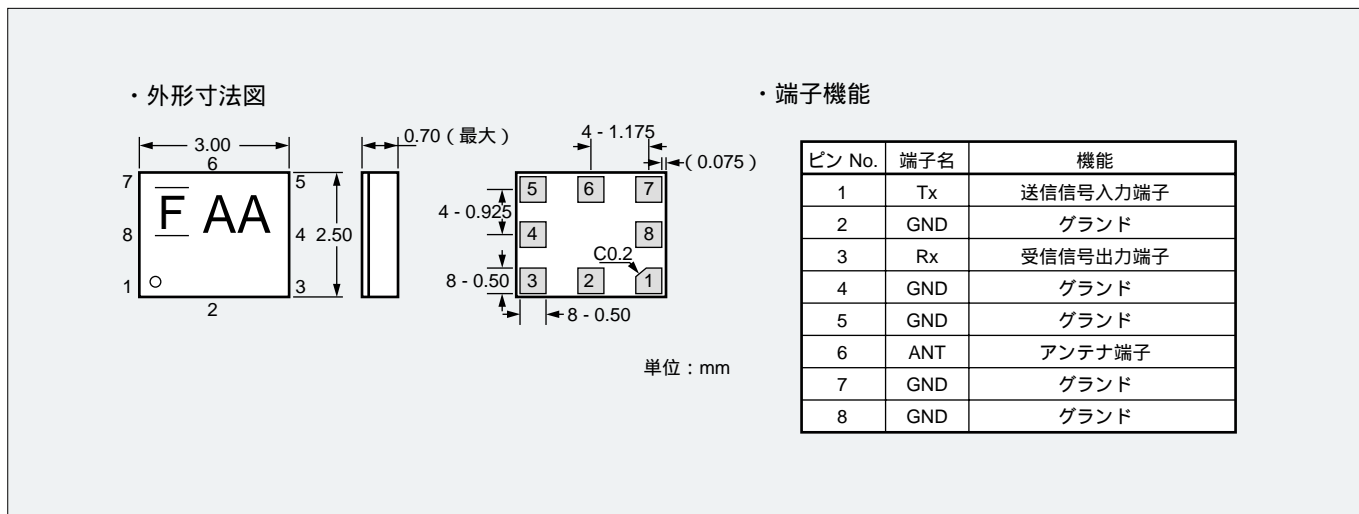 ・外形寸法図
3.00
0.70（最大）
6
7
5
F AA
8
4
2.50
1
3
2
4 - 1.175
（0.075）
5
6
7
4 - 0.925
4
8
C0.2
8 - 0.50
3
2
1
8 - 0.50
単位：mm
・端子機能
ピン No. 端子名 機能
1 Tx 送信信号入力端子
2 GND グランド
3 Rx 受信信号出力端子
4 GND グランド
5 GND グランド
6 ANT アンテナ端子
7 GND グランド
8 GND グランド